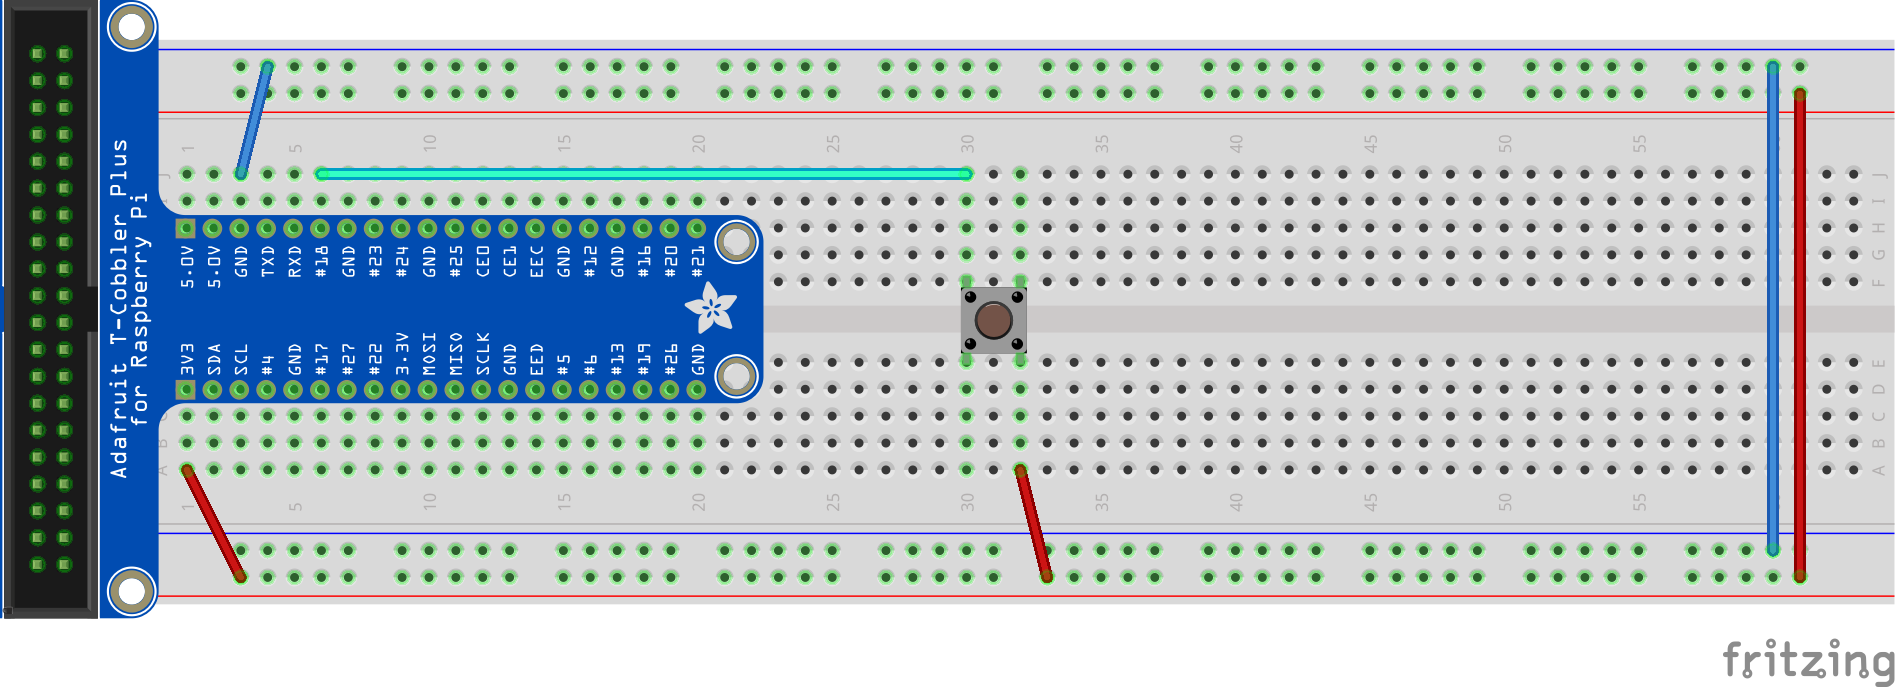 Adafruit T-Cobbler Plus
for Raspberry Pi
1 5 10 15 20 25 30 35 40 45 50 55
J
J
I
H
G
F
5.0V 5.0V GND TXD RXD #18 GND #23 #24 GND #25 CE0 CE1 EEC GND #12 GND #16 #20 #21
3V3 SDA SCL #4 GND #17 #27 #22 3.3V MOSI MISO SCLK GND EED #5 #6 #13 #19 #26 GND
E
D
C
B
B
A
A
1 5 10 15 20 25 30 35 40 45 50 55
fritzing